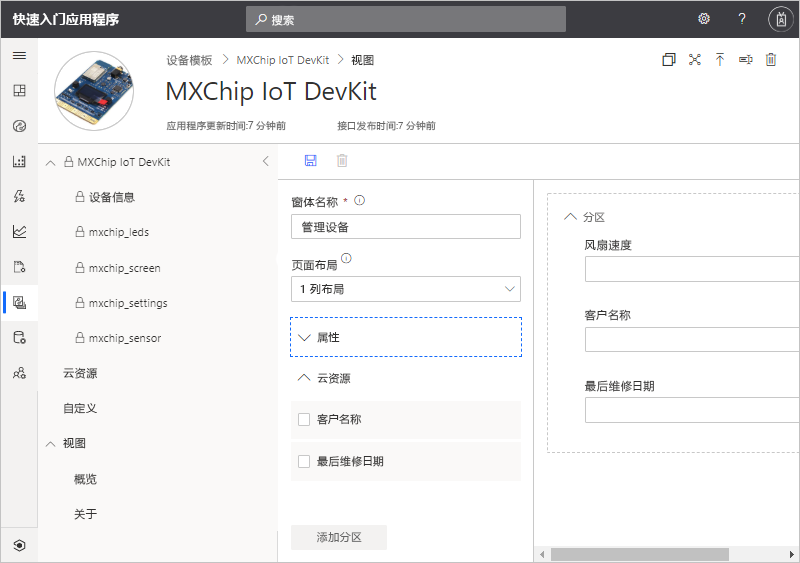 快速入门应用程序
搜索
设备模板 > MXChip IoT DevKit > 视图
MXChip IoT DevKit
应用程序更新时间:7 分钟前
接口发布时间:7 分钟前
MXChip IoT DevKit
设备信息
mxchip_leds
mxchip_screen
mxchip_settings
mxchip_sensor
云资源
自定义
视图
概览
关于
窗体名称 *
管理设备
页面布局
1 列布局
属性
云资源
客户名称
最后维修日期
添加分区
分区
风扇速度
客户名称
最后维修日期